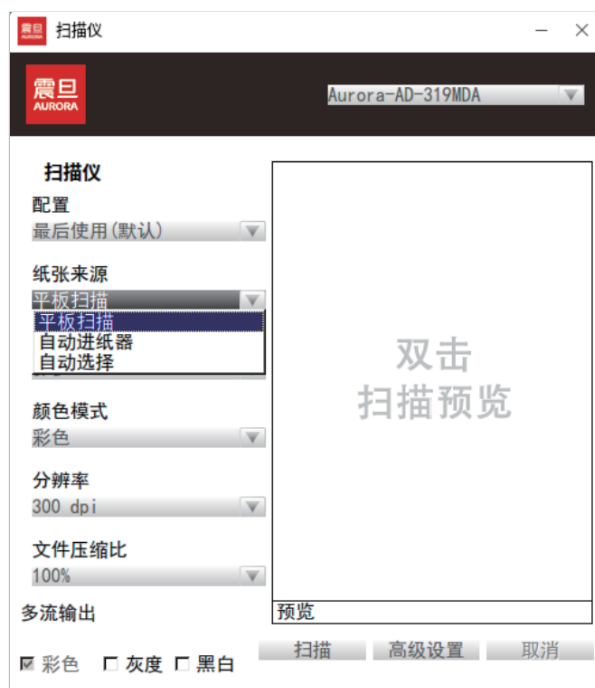 震旦
AURORA
扫描仪
震旦
AURORA
Aurora-AD-319MDA
扫描仪
配置
最后使用(默认)
纸张来源
平板扫描
平板扫描
自动进纸器
自动选择
颜色模式
彩色
分辨率
300 dpi
文件压缩比
100%
多流输出
彩色
灰度
黑白
双击
扫描预览
预览
扫描
高级设置
取消